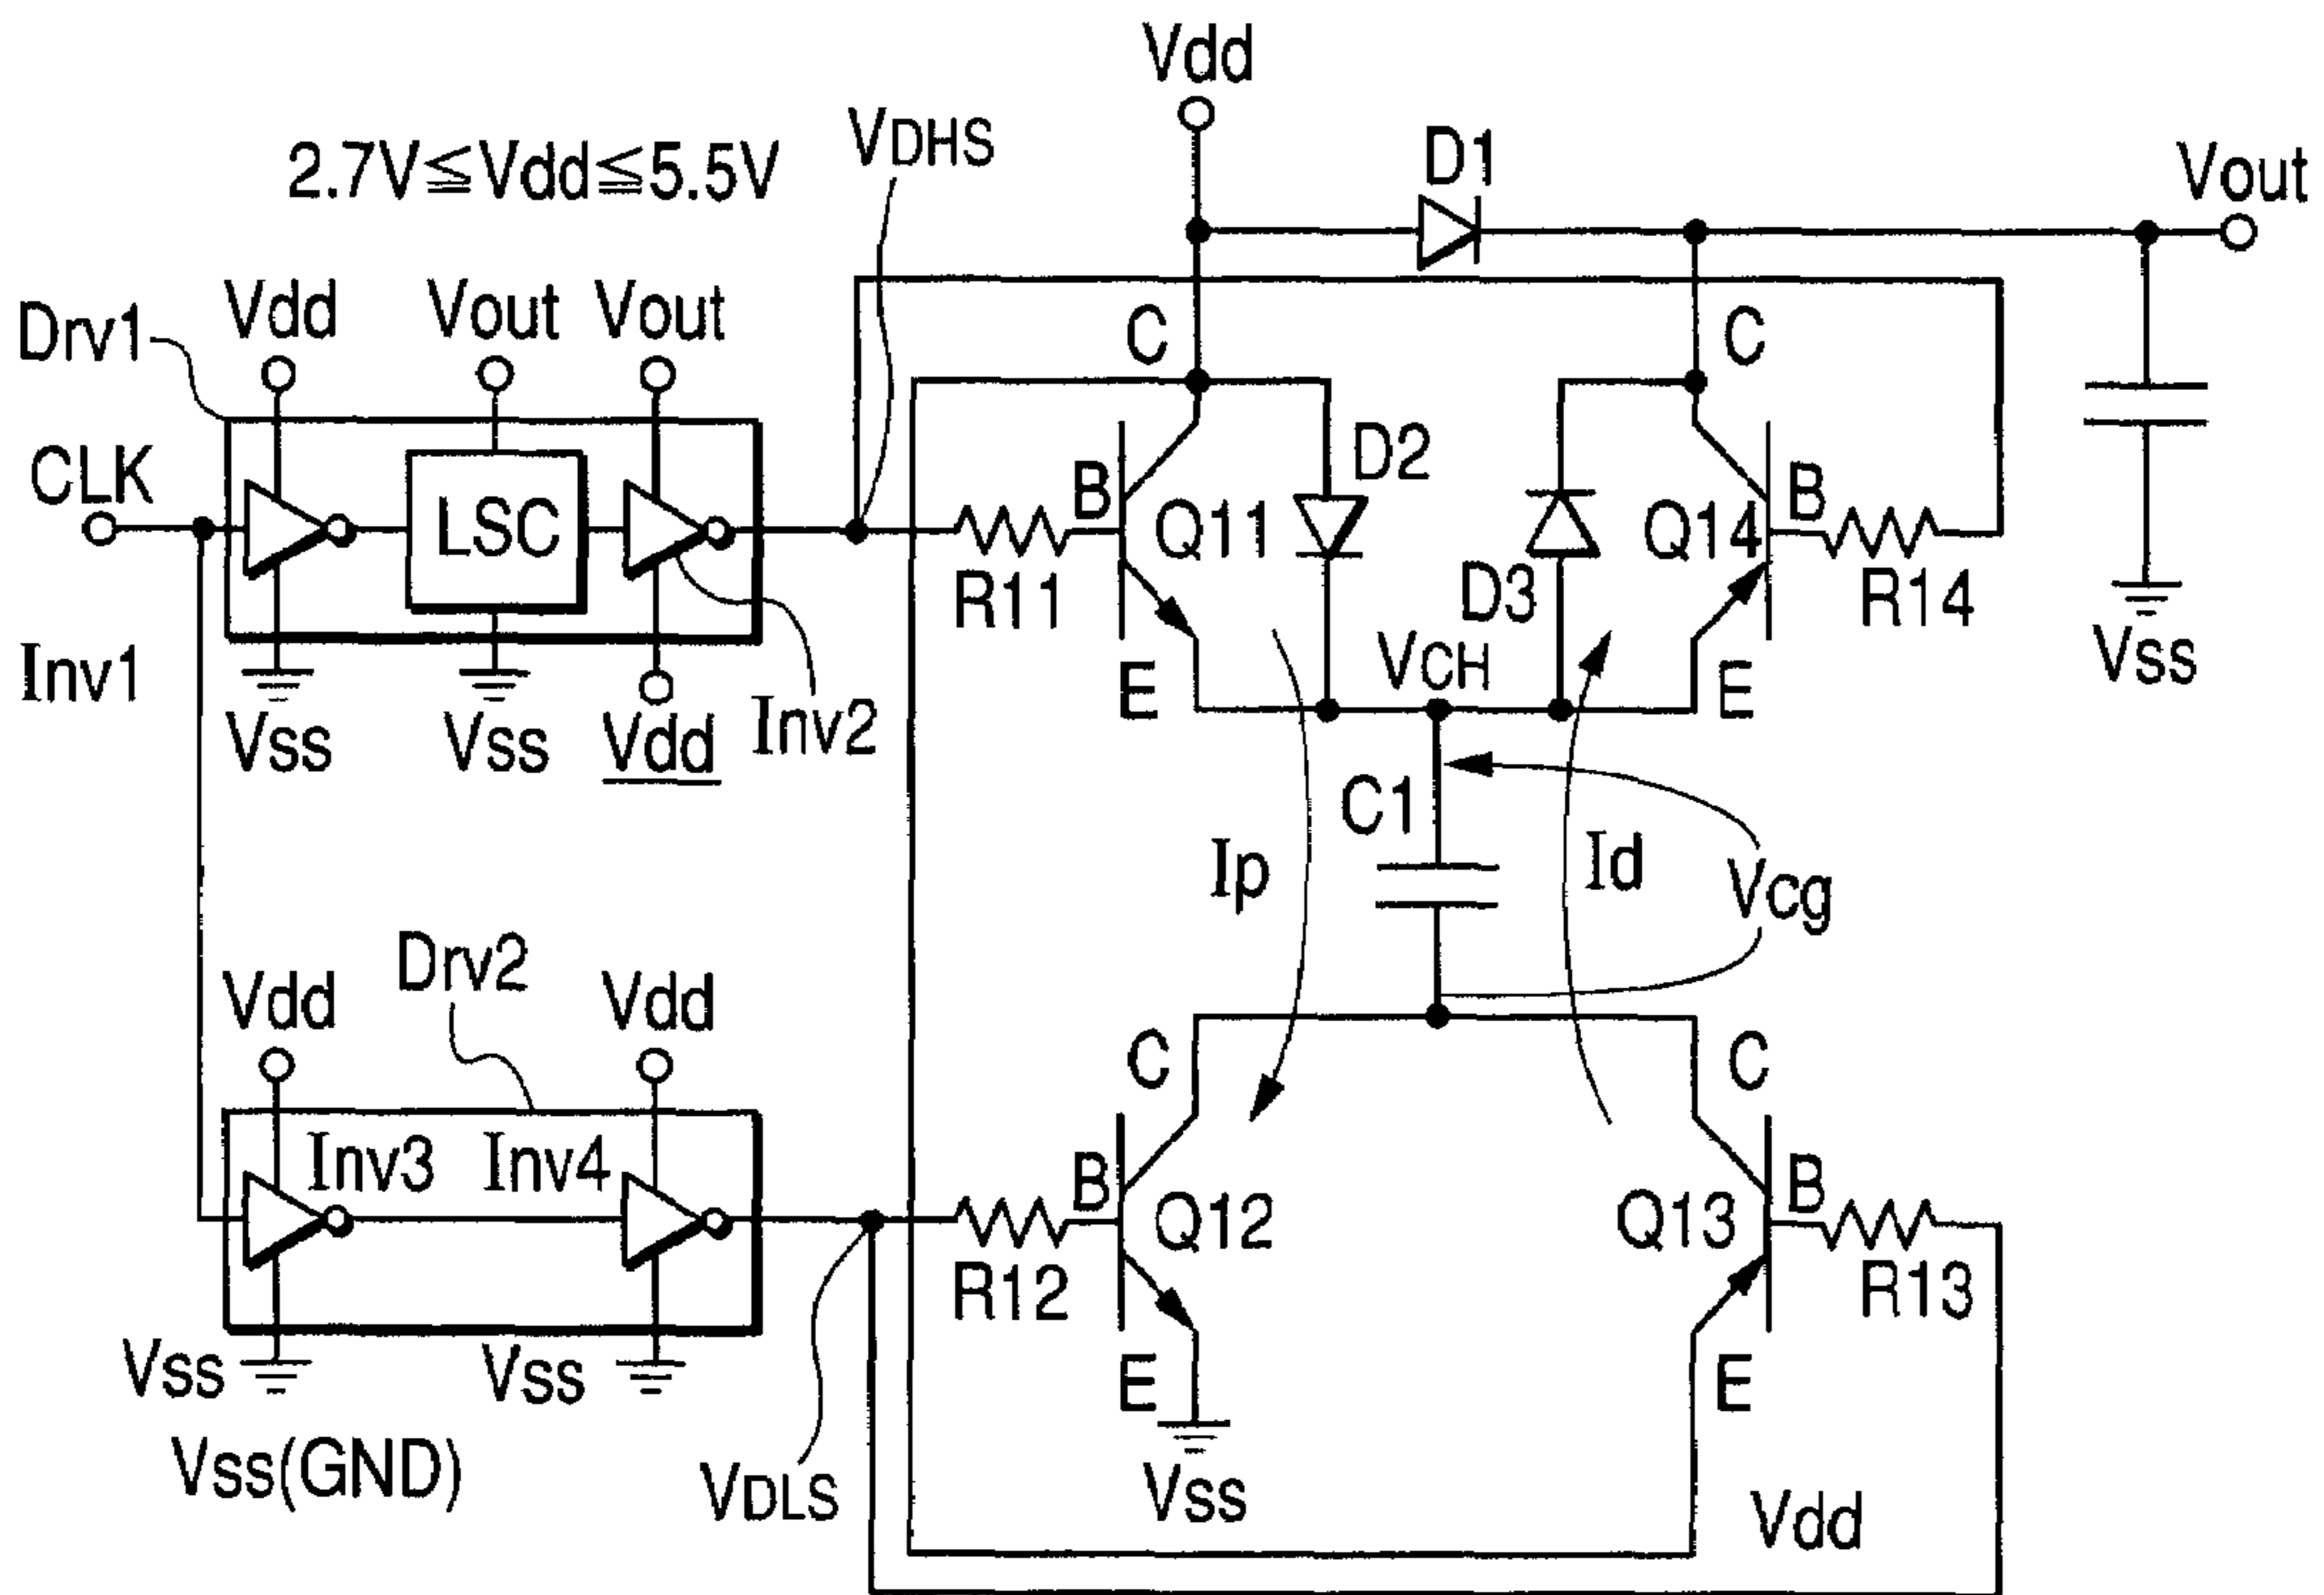 Vdd
VDHS
D1
Vout
2.7V≦Vdd≦5.5V
Vdd
Vout
Vout
Drv1
C
C
CLK
D2
B
B
LSC
Q11
Q14
D3
R11
R14
Inv1
E
VCH
E
Vss
Vss
Vss
Vdd
Inv2
C1
Ip
Id
Vcg
Drv2
Vdd
Vdd
C
C
Inv3
Inv4
B
B
Q12
Q13
R12
R13
Vss
Vss
E
E
Vss(GND)
VDLS
Vss
Vdd